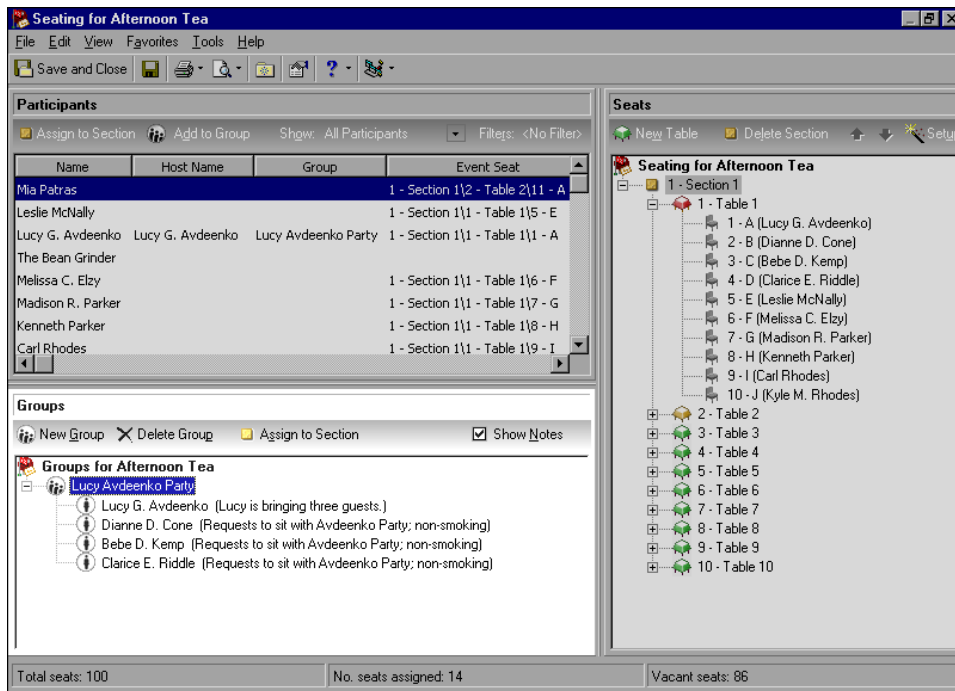 Seating for Afternoon Tea
File Edit View Favorites Tools Help
Save and Close
Participants
Assign to Section Add to Group Show: All Participants Filters: <No Filter>
Name Host Name Group Event Seat
Mia Patras 1 - Section 1\2 - Table 2\11 - A
Leslie McNally 1 - Section 1\1 - Table 1\5 - E
Lucy G. Avdeenko Lucy G. Avdeenko Lucy Avdeenko Party 1 - Section 1\1 - Table 1\1 - A
The Bean Grinder
Melissa C. Elzy 1 - Section 1\1 - Table 1\6 - F
Madison R. Parker 1 - Section 1\1 - Table 1\7 - G
Kenneth Parker 1 - Section 1\1 - Table 1\8 - H
Carl Rhodes 1 - Section 1\1 - Table 1\9 - I
Groups
New Group Delete Group Assign to Section Show Notes
Groups for Afternoon Tea
Lucy Avdeenko Party
Lucy G. Avdeenko (Lucy is bringing three guests.)
Dianne D. Cone (Requests to sit with Avdeenko Party; non-smoking)
Bebe D. Kemp (Requests to sit with Avdeenko Party; non-smoking)
Clarice E. Riddle (Requests to sit with Avdeenko Party; non-smoking)
Seats
New Table Delete Section Setup
Seating for Afternoon Tea
1 - Section 1
1 - Table 1
1 - A (Lucy G. Avdeenko)
2 - B (Dianne D. Cone)
3 - C (Bebe D. Kemp)
4 - D (Clarice E. Riddle)
5 - E (Leslie McNally)
6 - F (Melissa C. Elzy)
7 - G (Madison R. Parker)
8 - H (Kenneth Parker)
9 - I (Carl Rhodes)
10 - J (Kyle M. Rhodes)
2 - Table 2
3 - Table 3
4 - Table 4
5 - Table 5
6 - Table 6
7 - Table 7
8 - Table 8
9 - Table 9
10 - Table 10
Total seats: 100 No. seats assigned: 14 Vacant seats: 86